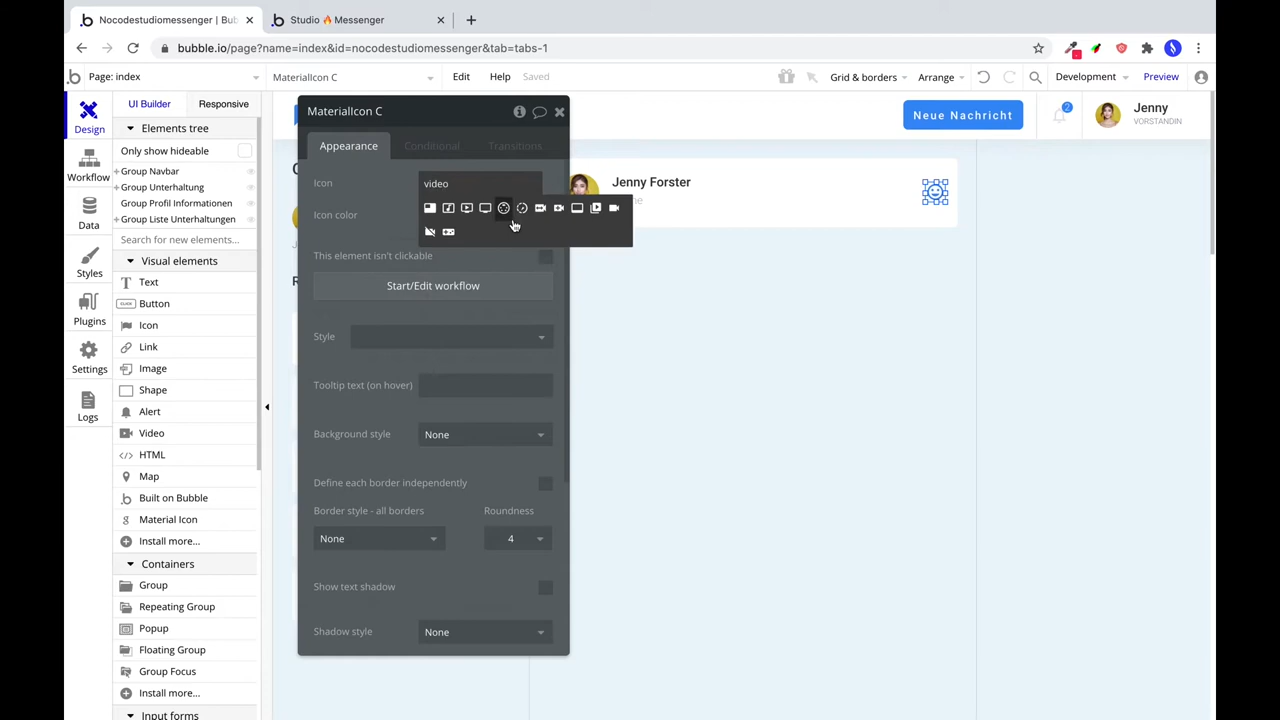 Nocodestudiomessenger | Bub
Studio 🔥 Messenger
bubble.io/page?name=index&id=nocodestudiomessenger&tab=tabs-1
Page: index
MaterialIcon C
Edit
Help
Saved
Grid & borders
Arrange
Development
Preview
Design
Workflow
Data
Styles
Plugins
Settings
Logs
UI Builder
Responsive
Elements tree
Only show hideable
Group Navbar
Group Unterhaltung
Group Profil Informationen
Group Liste Unterhaltungen
Search for new elements...
Visual elements
Text
CLICK
Button
Icon
Link
Image
Shape
Alert
Video
HTML
Map
Built on Bubble
Material Icon
Install more...
Containers
Group
Repeating Group
Popup
Floating Group
Group Focus
Install more...
Input forms
MaterialIcon C
Appearance
Conditional
Transitions
Icon
video
Icon color
This element isn't clickable
Start/Edit workflow
Style
Tooltip text (on hover)
Background style
None
Define each border independently
Border style - all borders
Roundness
None
4
Show text shadow
Shadow style
None
Neue Nachricht
2
Jenny
VORSTANDIN
Jenny Forster